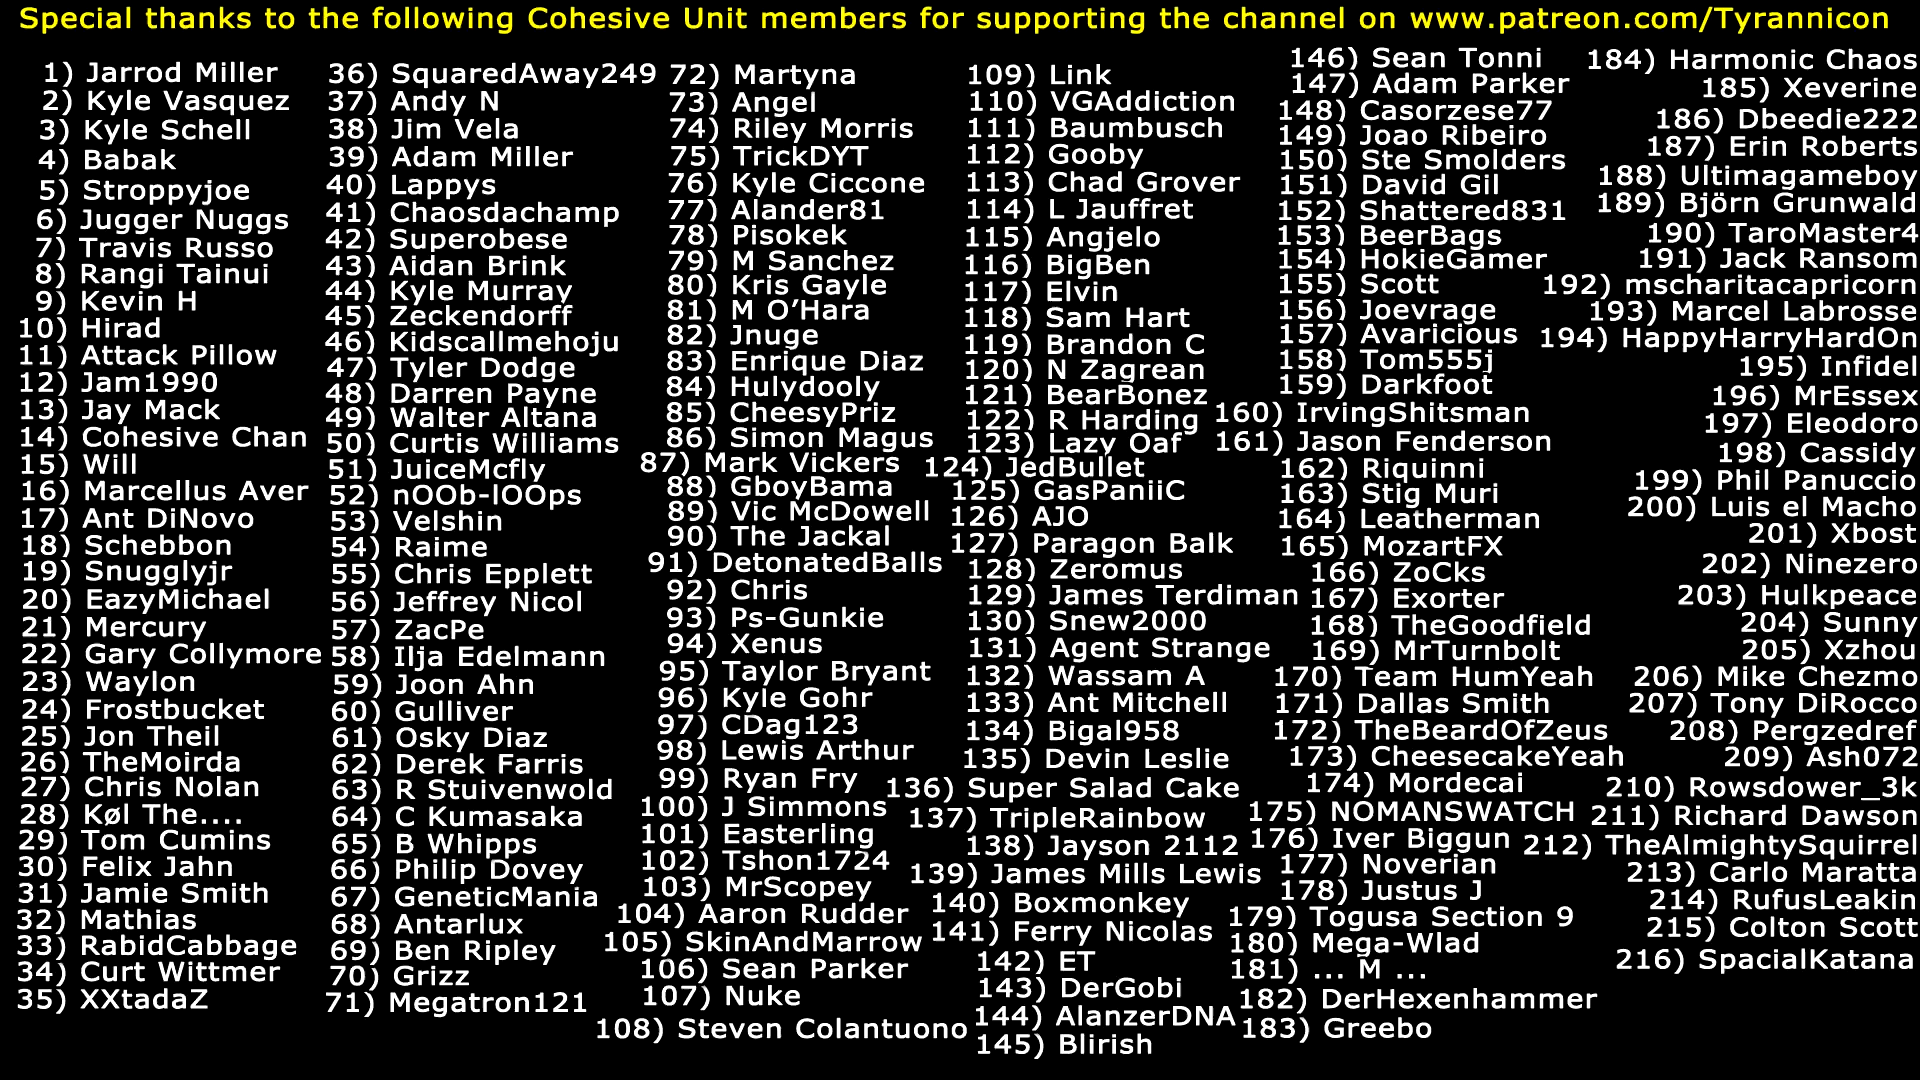 Special thanks to the following Cohesive Unit members for supporting the channel on www.patreon.com/Tyrannicon
1) Jarrod Miller
2) Kyle Vasquez
3) Kyle Schell
4) Babak
5) Stroppyjoe
6) Jugger Nuggs
7) Travis Russo
8) Rangi Tainui
9) Kevin H
10) Hirad
11) Attack Pillow
12) Jam1990
13) Jay Mack
14) Cohesive Chan
15) Will
16) Marcellus Aver
17) Ant DiNovo
18) Schebbon
19) Snugglyjr
20) EazyMichael
21) Mercury
22) Gary Collymore
23) Waylon
24) Frostbucket
25) Jon Theil
26) TheMoirda
27) Chris Nolan
28) Køl The....
29) Tom Cumins
30) Felix Jahn
31) Jamie Smith
32) Mathias
33) RabidCabbage
34) Curt Wittmer
35) XXtadaZ
36) SquaredAway249
37) Andy N
38) Jim Vela
39) Adam Miller
40) Lappys
41) Chaosdachamp
42) Superobese
43) Aidan Brink
44) Kyle Murray
45) Zeckendorff
46) Kidscallmehoju
47) Tyler Dodge
48) Darren Payne
49) Walter Altana
50) Curtis Williams
51) JuiceMcfly
52) nOOb-lOOps
53) Velshin
54) Raime
55) Chris Epplett
56) Jeffrey Nicol
57) ZacPe
58) Ilja Edelmann
59) Joon Ahn
60) Gulliver
61) Osky Diaz
62) Derek Farris
63) R Stuivenwold
64) C Kumasaka
65) B Whipps
66) Philip Dovey
67) GeneticMania
68) Antarlux
69) Ben Ripley
70) Grizz
71) Megatron121
72) Martyna
73) Angel
74) Riley Morris
75) TrickDYT
76) Kyle Ciccone
77) Alander81
78) Pisokek
79) M Sanchez
80) Kris Gayle
81) M O'Hara
82) Jnuge
83) Enrique Diaz
84) Hulydooly
85) CheesyPriz
86) Simon Magus
87) Mark Vickers
88) GboyBama
89) Vic McDowell
90) The Jackal
91) DetonatedBalls
92) Chris
93) Ps-Gunkie
94) Xenus
95) Taylor Bryant
96) Kyle Gohr
97) CDag123
98) Lewis Arthur
99) Ryan Fry
100) J Simmons
101) Easterling
102) Tshon1724
103) MrScopey
104) Aaron Rudder
105) SkinAndMarrow
106) Sean Parker
107) Nuke
108) Steven Colantuono
109) Link
110) VGAddiction
111) Baumbusch
112) Gooby
113) Chad Grover
114) L Jauffret
115) Angjelo
116) BigBen
117) Elvin
118) Sam Hart
119) Brandon C
120) N Zagrean
121) BearBonez
122) R Harding
123) Lazy Oaf
124) JedBullet
125) GasPaniiC
126) AJO
127) Paragon Balk
128) Zeromus
129) James Terdiman
130) Snew2000
131) Agent Strange
132) Wassam A
133) Ant Mitchell
134) Bigal958
135) Devin Leslie
136) Super Salad Cake
137) TripleRainbow
138) Jayson 2112
139) James Mills Lewis
140) Boxmonkey
141) Ferry Nicolas
142) ET
143) DerGobi
144) AlanzerDNA
145) Blirish
146) Sean Tonni
147) Adam Parker
148) Casorzese77
149) Joao Ribeiro
150) Ste Smolders
151) David Gil
152) Shattered831
153) BeerBags
154) HokieGamer
155) Scott
156) Joevrage
157) Avaricious
158) Tom555j
159) Darkfoot
160) IrvingShitsman
161) Jason Fenderson
162) Riquinni
163) Stig Muri
164) Leatherman
165) MozartFX
166) ZoCks
167) Exorter
168) TheGoodfield
169) MrTurnbolt
170) Team HumYeah
171) Dallas Smith
172) TheBeardOfZeus
173) CheesecakeYeah
174) Mordecai
175) NOMANSWATCH
176) Iver Biggun
177) Noverian
178) Justus J
179) Togusa Section 9
180) Mega-Wlad
181) ... M ...
182) DerHexenhammer
183) Greebo
184) Harmonic Chaos
185) Xeverine
186) Dbeedie222
187) Erin Roberts
188) Ultimagameboy
189) Björn Grunwald
190) TaroMaster4
191) Jack Ransom
192) mscharitacapricorn
193) Marcel Labrosse
194) HappyHarryHardOn
195) Infidel
196) MrEssex
197) Eleodoro
198) Cassidy
199) Phil Panuccio
200) Luis el Macho
201) Xbost
202) Ninezero
203) Hulkpeace
204) Sunny
205) Xzhou
206) Mike Chezmo
207) Tony DiRocco
208) Pergzedref
209) Ash072
210) Rowsdower_3k
211) Richard Dawson
212) TheAlmightySquirrel
213) Carlo Maratta
214) RufusLeakin
215) Colton Scott
216) SpacialKatana